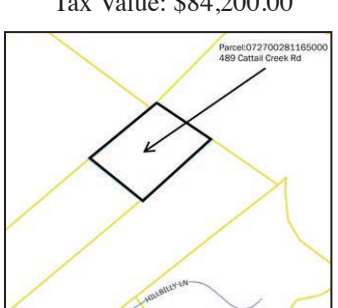 Tax Value: $84,200.00
Parcel:072700281165000
489 Cattail Creek Rd
HILLBILLY LN